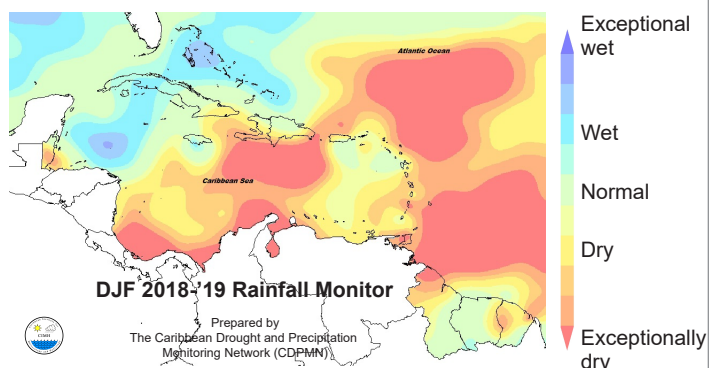 Atlantic Ocean
Caribbean Sea
DJF 2018-'19 Rainfall Monitor
Prepared by
The Caribbean Drought and Precipitation
Monitoring Network (CDPMN)
CIMH
Exceptional
wet
Wet
Normal
Dry
Exceptionally
dry